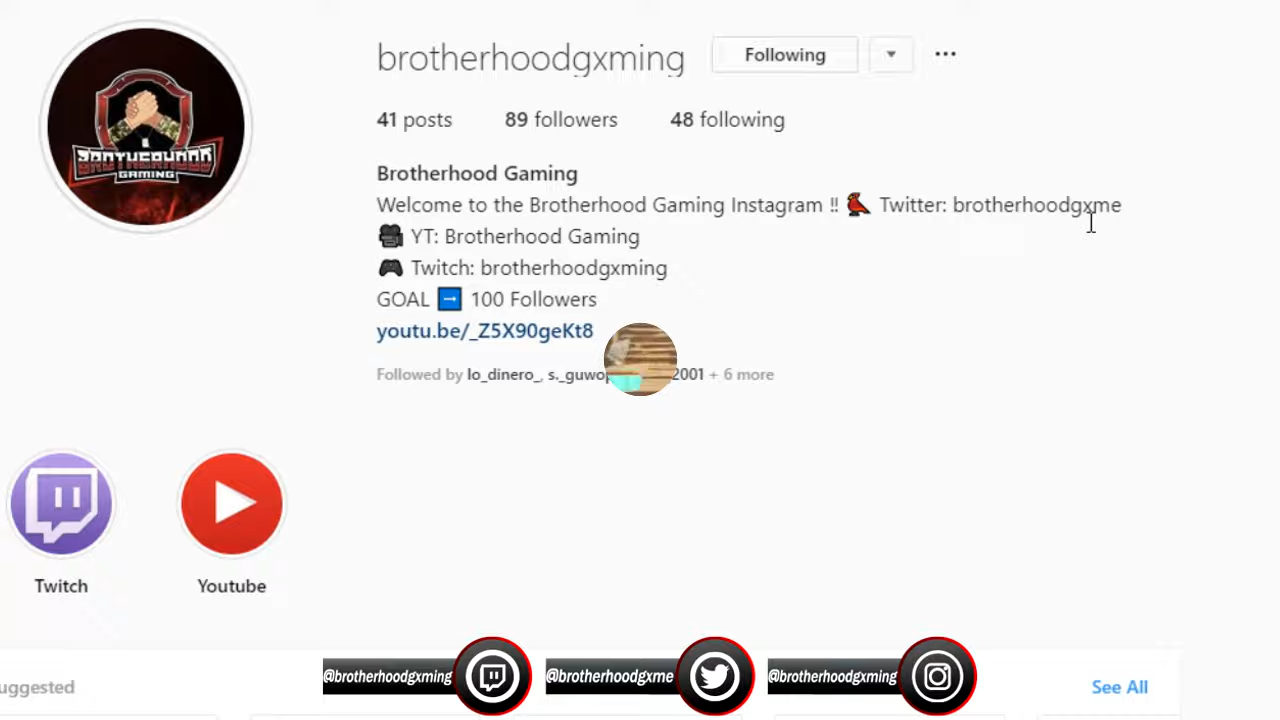 brotherhoodgxming Following
41 posts 89 followers 48 following
Brotherhood Gaming
Welcome to the Brotherhood Gaming Instagram ‼ Twitter: brotherhoodgxme
YT: Brotherhood Gaming
Twitch: brotherhoodgxming
GOAL ➡ 100 Followers
youtu.be/_Z5X90geKt8
Followed by lo_dinero_, 2001 + 6 more
BROTHERHOOD
GAMING
Twitch Youtube
@brotherhoodgxming @brotherhoodgxme @brotherhoodgxming
uggested See All